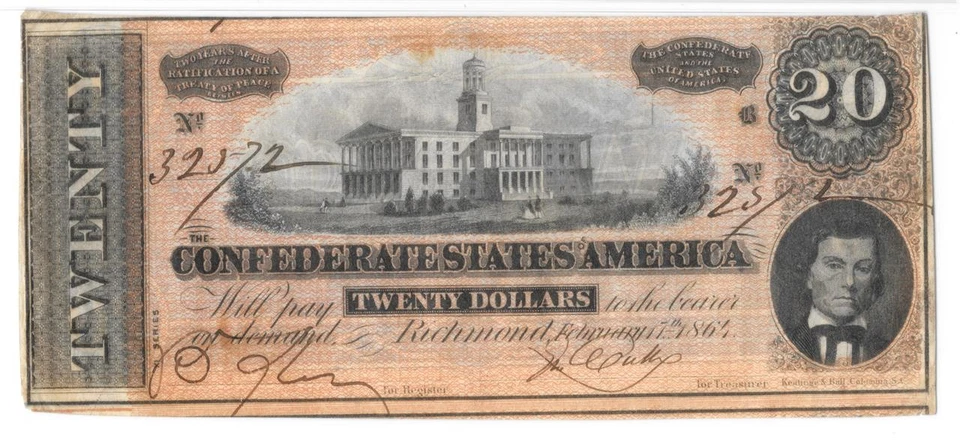 TWENTY
TWO YEARS AFTER
THE
RATIFICATION OF A
TREATY OF PEACE
BETWEEN
THE CONFEDERATE
STATES
AND THE
UNITED STATES
OF AMERICA,
20
B
Nº
32572
Nº
32572
THE
CONFEDERATE STATES OF AMERICA
Will pay TWENTY DOLLARS to the bearer
on demand, Richmond, February 17th 1864.
SERIES
for Register
for Treasurer
Keatinge & Ball, Columbia, S.C.